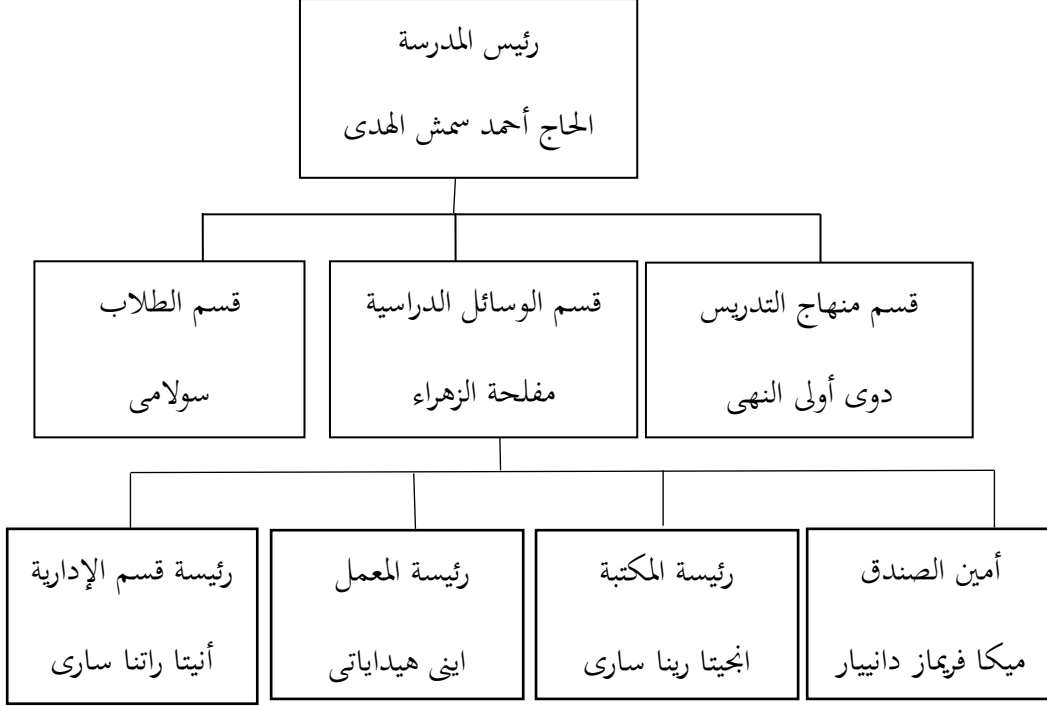 رئيس المدرسة
الحاج أحمد سمش الهدى
قسم منهاج التدريس
دوى أولى النهى
قسم الوسائل الدراسية
مفلحة الزهراء
قسم الطلاب
سولامى
أمين الصندق
ميكا فريماز دانييار
رئيسة المكتبة
انجيتا رينا سارى
رئيسة المعمل
اينى هيداياتى
رئيسة قسم الإدارية
أنيتا راتنا سارى